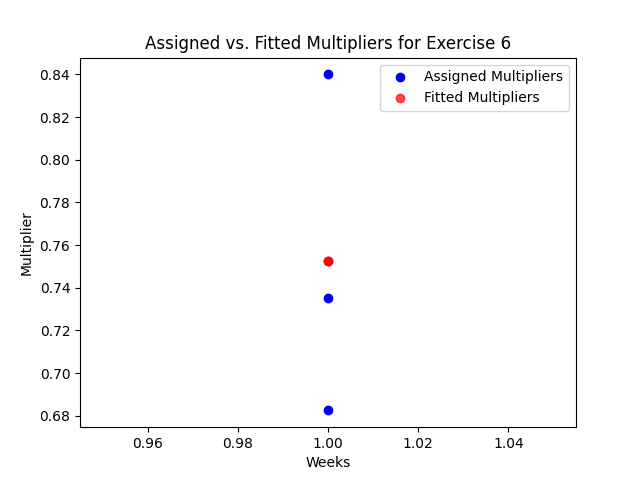 Assigned vs. Fitted Multipliers for Exercise 6
Assigned Multipliers
Fitted Multipliers
Multiplier
0.84
0.82
0.80
0.78
0.76
0.74
0.72
0.70
0.68
0.96 0.98 1.00 1.02 1.04
Weeks